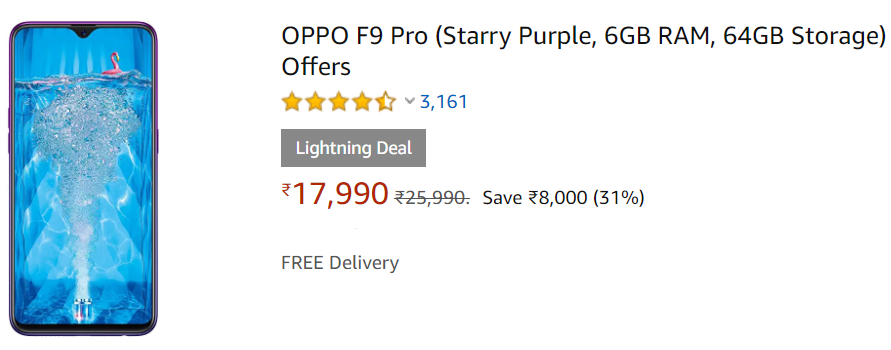 OPPO F9 Pro (Starry Purple, 6GB RAM, 64GB Storage)
Offers
3,161
Lightning Deal
₹17,990 ₹25,990. Save ₹8,000 (31%)
FREE Delivery